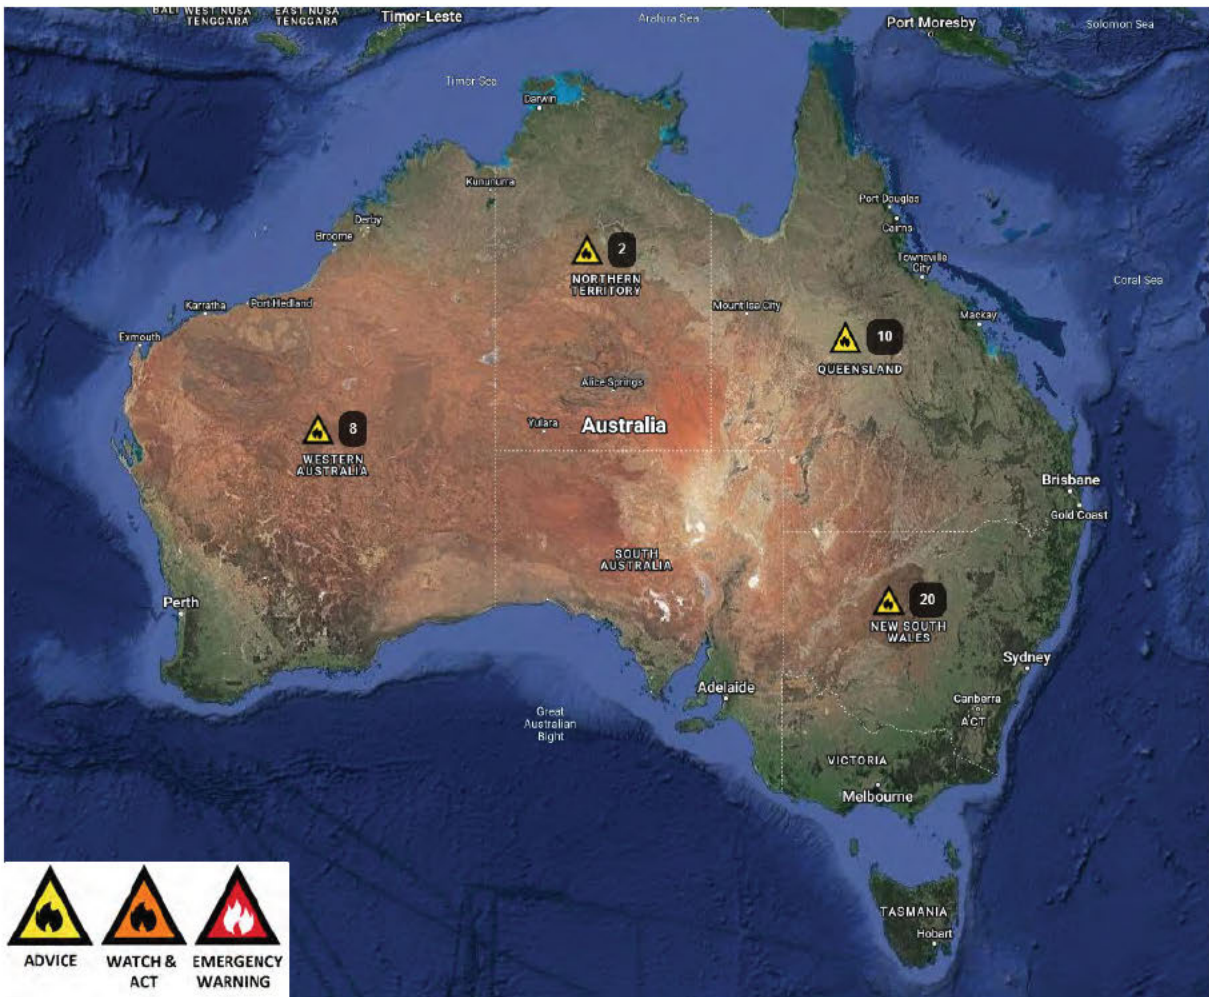 BALI
WEST NUSA
TENGGARA
EAST NUSA
TENGGARA
Timor-Leste
Arafura Sea
Port Moresby
Solomon Sea
Timor Sea
Darwin
Kununurra
Port Douglas
Cairns
Derby
Broome
2
NORTHERN
TERRITORY
Townsville
City
Coral Sea
Karratha
Port Hedland
Mount Isa City
Mackay
Exmouth
10
QUEENSLAND
Alice Springs
Yulara
Australia
8
WESTERN
AUSTRALIA
Brisbane
Gold Coast
SOUTH
AUSTRALIA
Perth
20
NEW SOUTH
WALES
Sydney
Adelaide
Canberra
ACT
Great
Australian
Bight
VICTORIA
Melbourne
TASMANIA
Hobart
ADVICE
WATCH &
ACT
EMERGENCY
WARNING